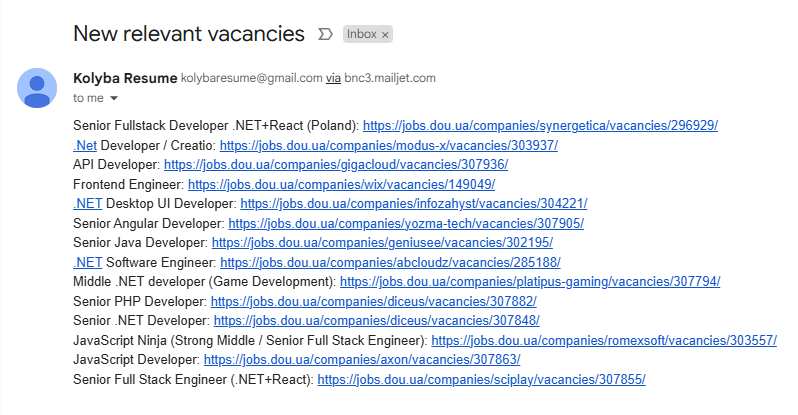 New relevant vacancies Inbox ×
Kolyba Resume kolybaresume@gmail.com via bnc3.mailjet.com
to me
Senior Fullstack Developer .NET+React (Poland): https://jobs.dou.ua/companies/synergetica/vacancies/296929/
.Net Developer / Creatio: https://jobs.dou.ua/companies/modus-x/vacancies/303937/
API Developer: https://jobs.dou.ua/companies/gigacloud/vacancies/307936/
Frontend Engineer: https://jobs.dou.ua/companies/wix/vacancies/149049/
.NET Desktop UI Developer: https://jobs.dou.ua/companies/infozahyst/vacancies/304221/
Senior Angular Developer: https://jobs.dou.ua/companies/yozma-tech/vacancies/307905/
Senior Java Developer: https://jobs.dou.ua/companies/geniusee/vacancies/302195/
.NET Software Engineer: https://jobs.dou.ua/companies/abcloudz/vacancies/285188/
Middle .NET developer (Game Development): https://jobs.dou.ua/companies/platipus-gaming/vacancies/307794/
Senior PHP Developer: https://jobs.dou.ua/companies/diceus/vacancies/307882/
Senior .NET Developer: https://jobs.dou.ua/companies/diceus/vacancies/307848/
JavaScript Ninja (Strong Middle / Senior Full Stack Engineer): https://jobs.dou.ua/companies/romexsoft/vacancies/303557/
JavaScript Developer: https://jobs.dou.ua/companies/axon/vacancies/307863/
Senior Full Stack Engineer (.NET+React): https://jobs.dou.ua/companies/sciplay/vacancies/307855/